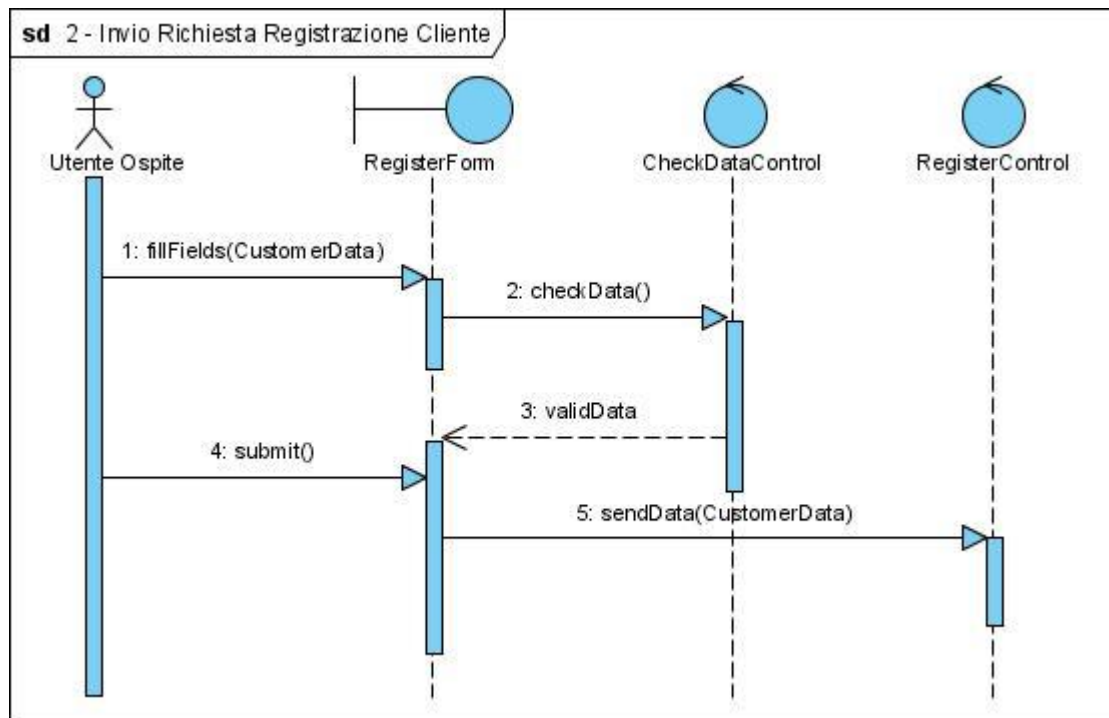 sd 2 - Invio Richiesta Registrazione Cliente
Utente Ospite
RegisterForm
CheckDataControl
RegisterControl
1: fillFields(CustomerData)
2: checkData()
3: validData
4: submit()
5: sendData(CustomerData)